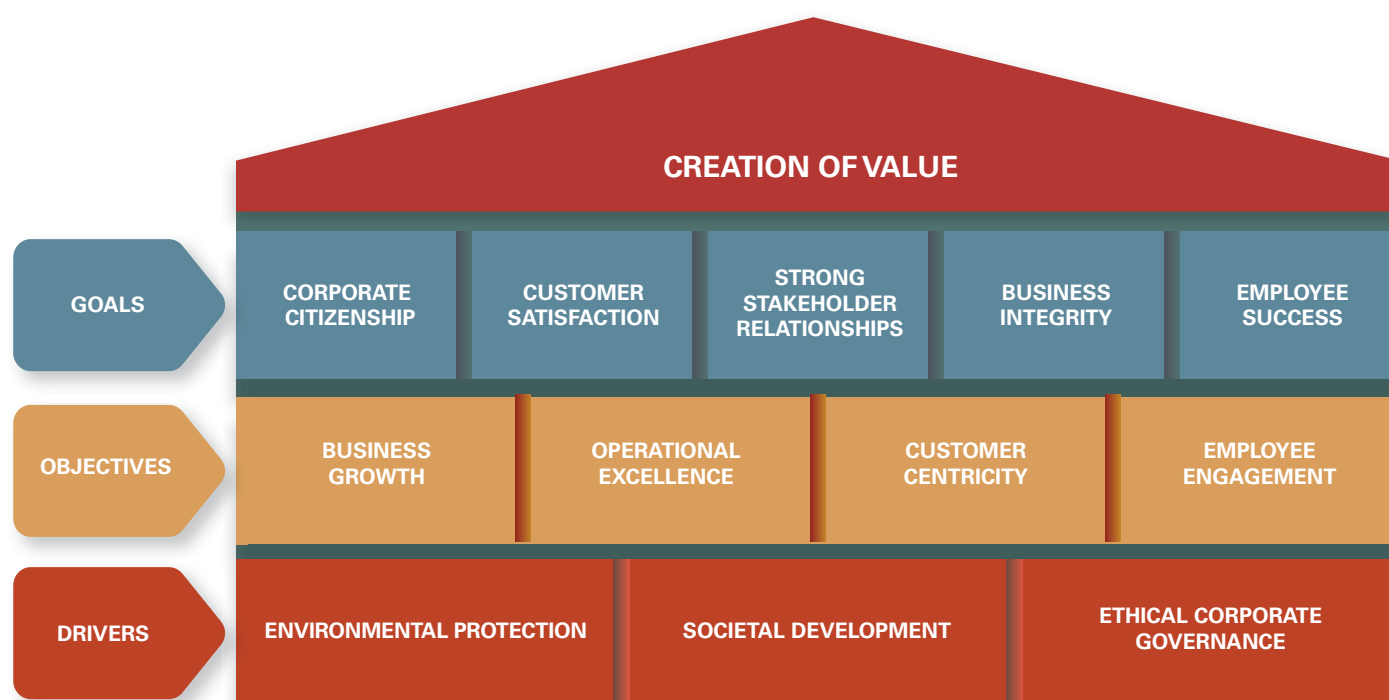 CREATION OF VALUE
GOALS
CORPORATE
CITIZENSHIP
CUSTOMER
SATISFACTION
STRONG
STAKEHOLDER
RELATIONSHIPS
BUSINESS
INTEGRITY
EMPLOYEE
SUCCESS
OBJECTIVES
BUSINESS
GROWTH
OPERATIONAL
EXCELLENCE
CUSTOMER
CENTRICITY
EMPLOYEE
ENGAGEMENT
DRIVERS
ENVIRONMENTAL PROTECTION
SOCIETAL DEVELOPMENT
ETHICAL CORPORATE
GOVERNANCE